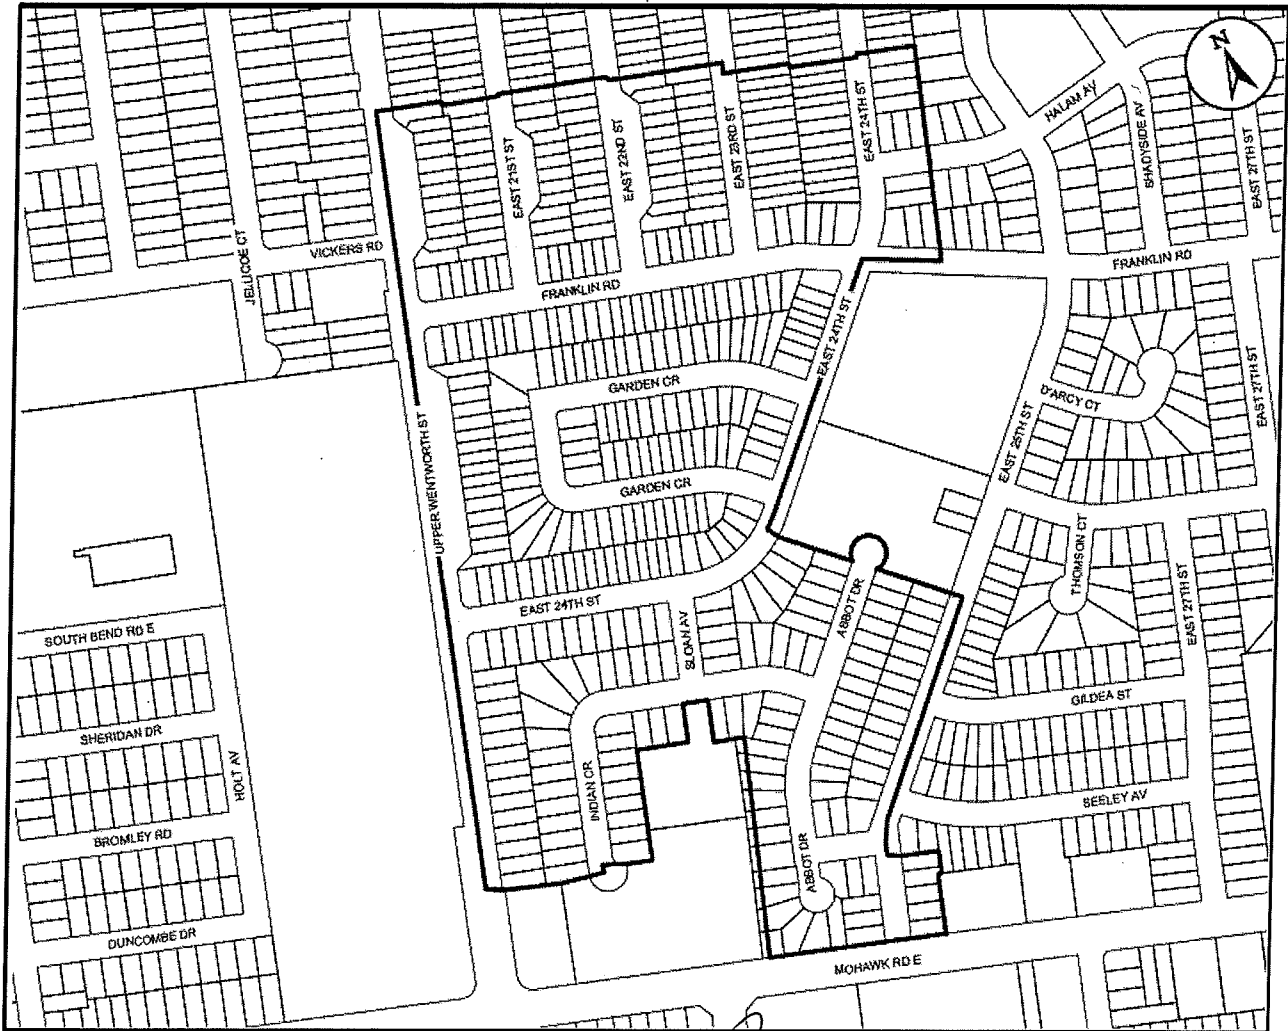 N
HALAM AV
SHADYSIDE AV
EAST 27TH ST
EAST 24TH ST
EAST 23RD ST
EAST 22ND ST
EAST 21ST ST
JELLICOE CT
VICKERS RD
FRANKLIN RD
FRANKLIN RD
EAST 24TH ST
GARDEN CR
D'ARCY CT
EAST 27TH ST
EAST 25TH ST
UPPER WENTWORTH ST
GARDEN CR
THOMSON CT
EAST 27TH ST
EAST 24TH ST
ABBOT DR
SLOAN AV
SOUTH BEND RD E
GILDEA ST
SHERIDAN DR
HOLT AV
INDIAN CR
SEELEY AV
BROMLEY RD
ABBOT DR
DUNCOMBE DR
MOHAWK RD E